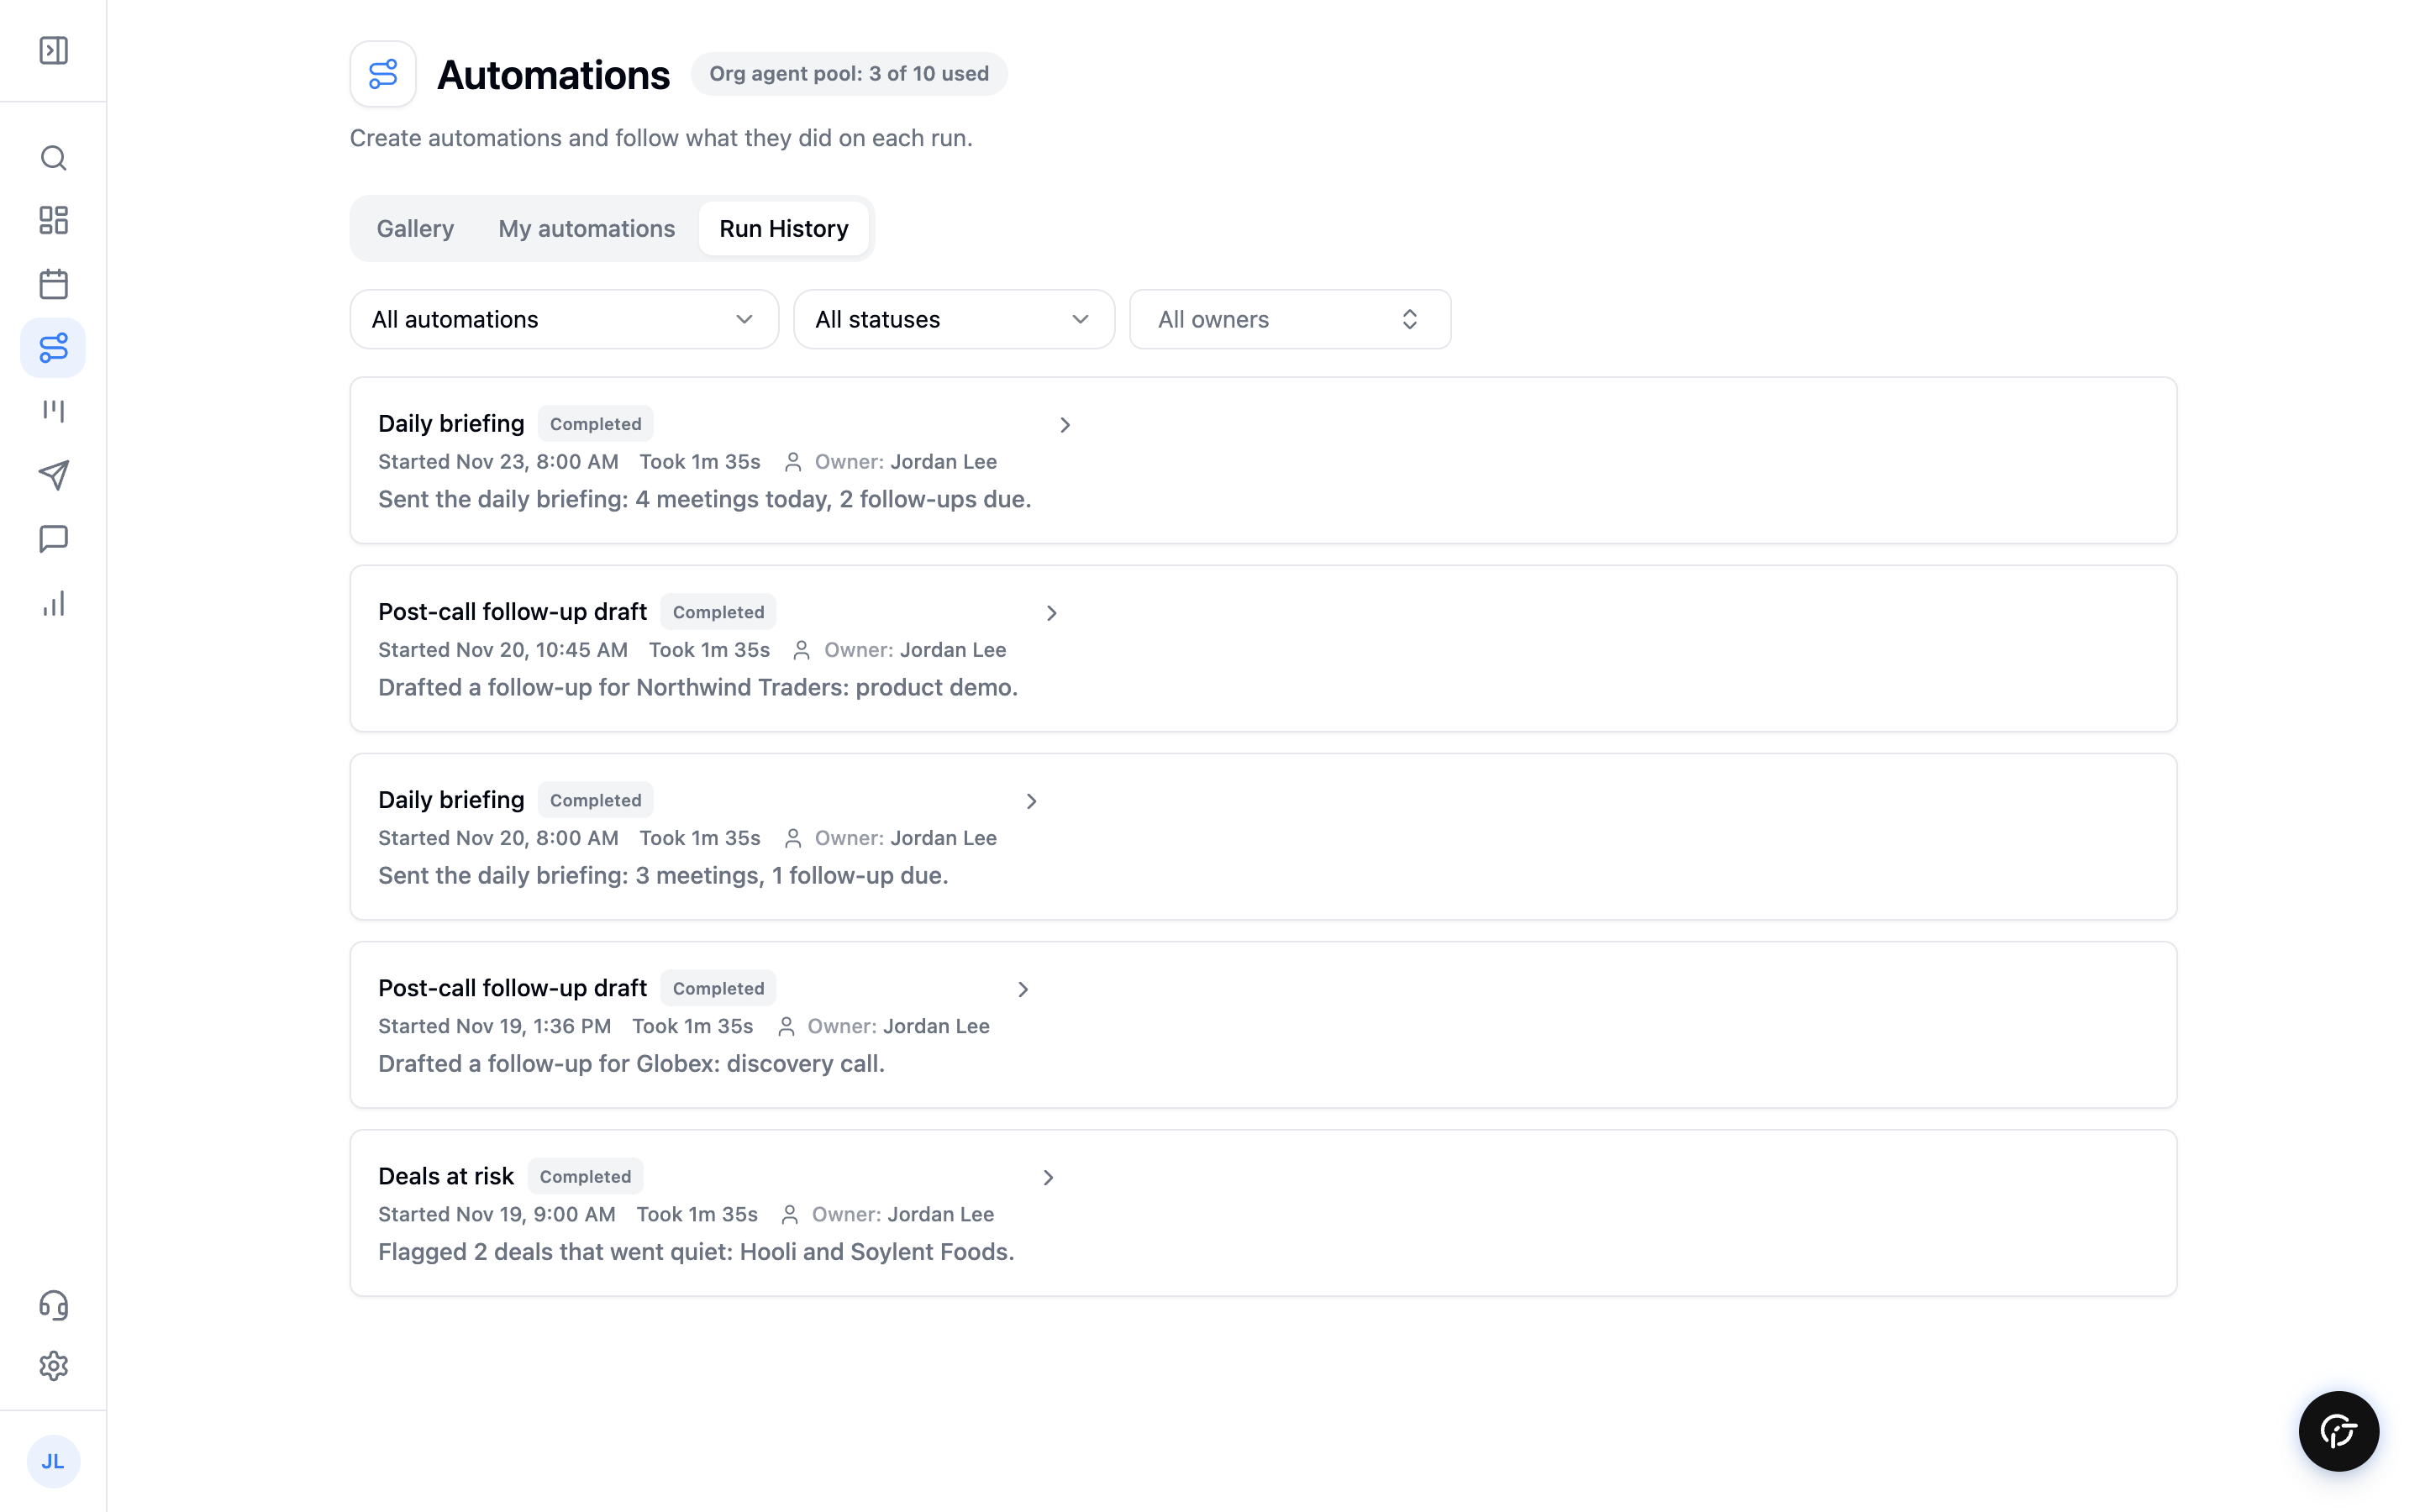 Automations
Org agent pool: 3 of 10 used
Create automations and follow what they did on each run.
Gallery
My automations
Run History
All automations
All statuses
All owners
Daily briefing
Completed
Started Nov 23, 8:00 AM
Took 1m 35s
Owner: Jordan Lee
Sent the daily briefing: 4 meetings today, 2 follow-ups due.
Post-call follow-up draft
Completed
Started Nov 20, 10:45 AM
Took 1m 35s
Owner: Jordan Lee
Drafted a follow-up for Northwind Traders: product demo.
Daily briefing
Completed
Started Nov 20, 8:00 AM
Took 1m 35s
Owner: Jordan Lee
Sent the daily briefing: 3 meetings, 1 follow-up due.
Post-call follow-up draft
Completed
Started Nov 19, 1:36 PM
Took 1m 35s
Owner: Jordan Lee
Drafted a follow-up for Globex: discovery call.
Deals at risk
Completed
Started Nov 19, 9:00 AM
Took 1m 35s
Owner: Jordan Lee
Flagged 2 deals that went quiet: Hooli and Soylent Foods.
JL